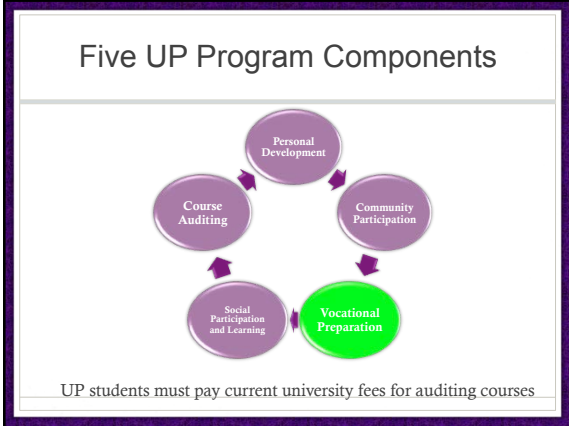 Five UP Program Components
Personal
Development
Community
Participation
Vocational
Preparation
Social
Participation
and Learning
Course
Auditing
UP students must pay current university fees for auditing courses